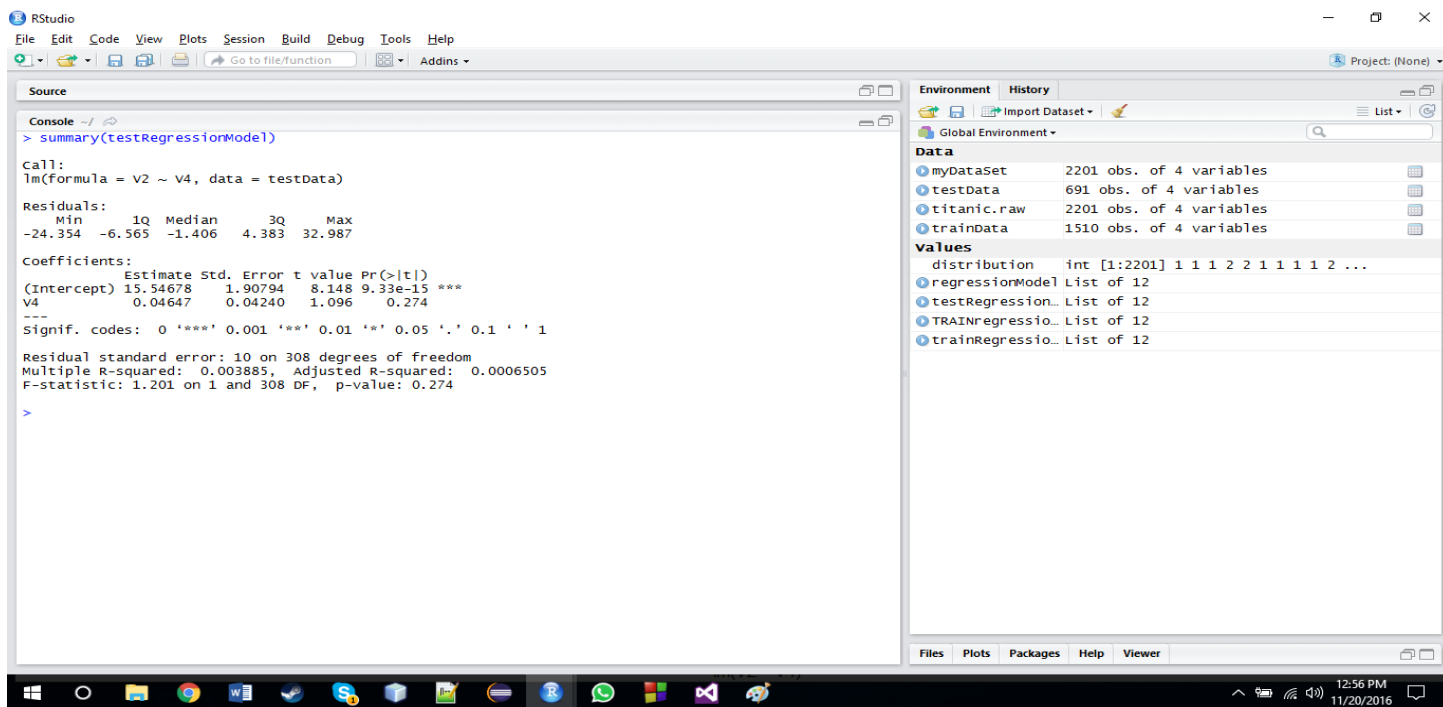 RStudio
File Edit Code View Plots Session Build Debug Tools Help
Go to file/function Addins Project: (None)
Source
Console ~/
> summary(testRegressionModel)
Call:
lm(formula = V2 ~ V4, data = testData)
Residuals:
Min 1Q Median 3Q Max
-24.354 -6.565 -1.406 4.383 32.987
Coefficients:
Estimate Std. Error t value Pr(>|t|)
(Intercept) 15.54678 1.90794 8.148 9.33e-15 ***
V4 0.04647 0.04240 1.096 0.274
---
Signif. codes: 0 ‘***’ 0.001 ‘**’ 0.01 ‘*’ 0.05 ‘.’ 0.1 ‘ ’ 1
Residual standard error: 10 on 308 degrees of freedom
Multiple R-squared: 0.003885, Adjusted R-squared: 0.0006505
F-statistic: 1.201 on 1 and 308 DF, p-value: 0.274
>
Environment History
Import Dataset List
Global Environment
Data
myDataSet 2201 obs. of 4 variables
testData 691 obs. of 4 variables
titanic.raw 2201 obs. of 4 variables
trainData 1510 obs. of 4 variables
Values
distribution int [1:2201] 1 1 1 2 2 1 1 1 1 2 ...
regressionModel List of 12
testRegression… List of 12
TRAINregressio… List of 12
trainRegressio… List of 12
Files Plots Packages Help Viewer
12:56 PM
11/20/2016